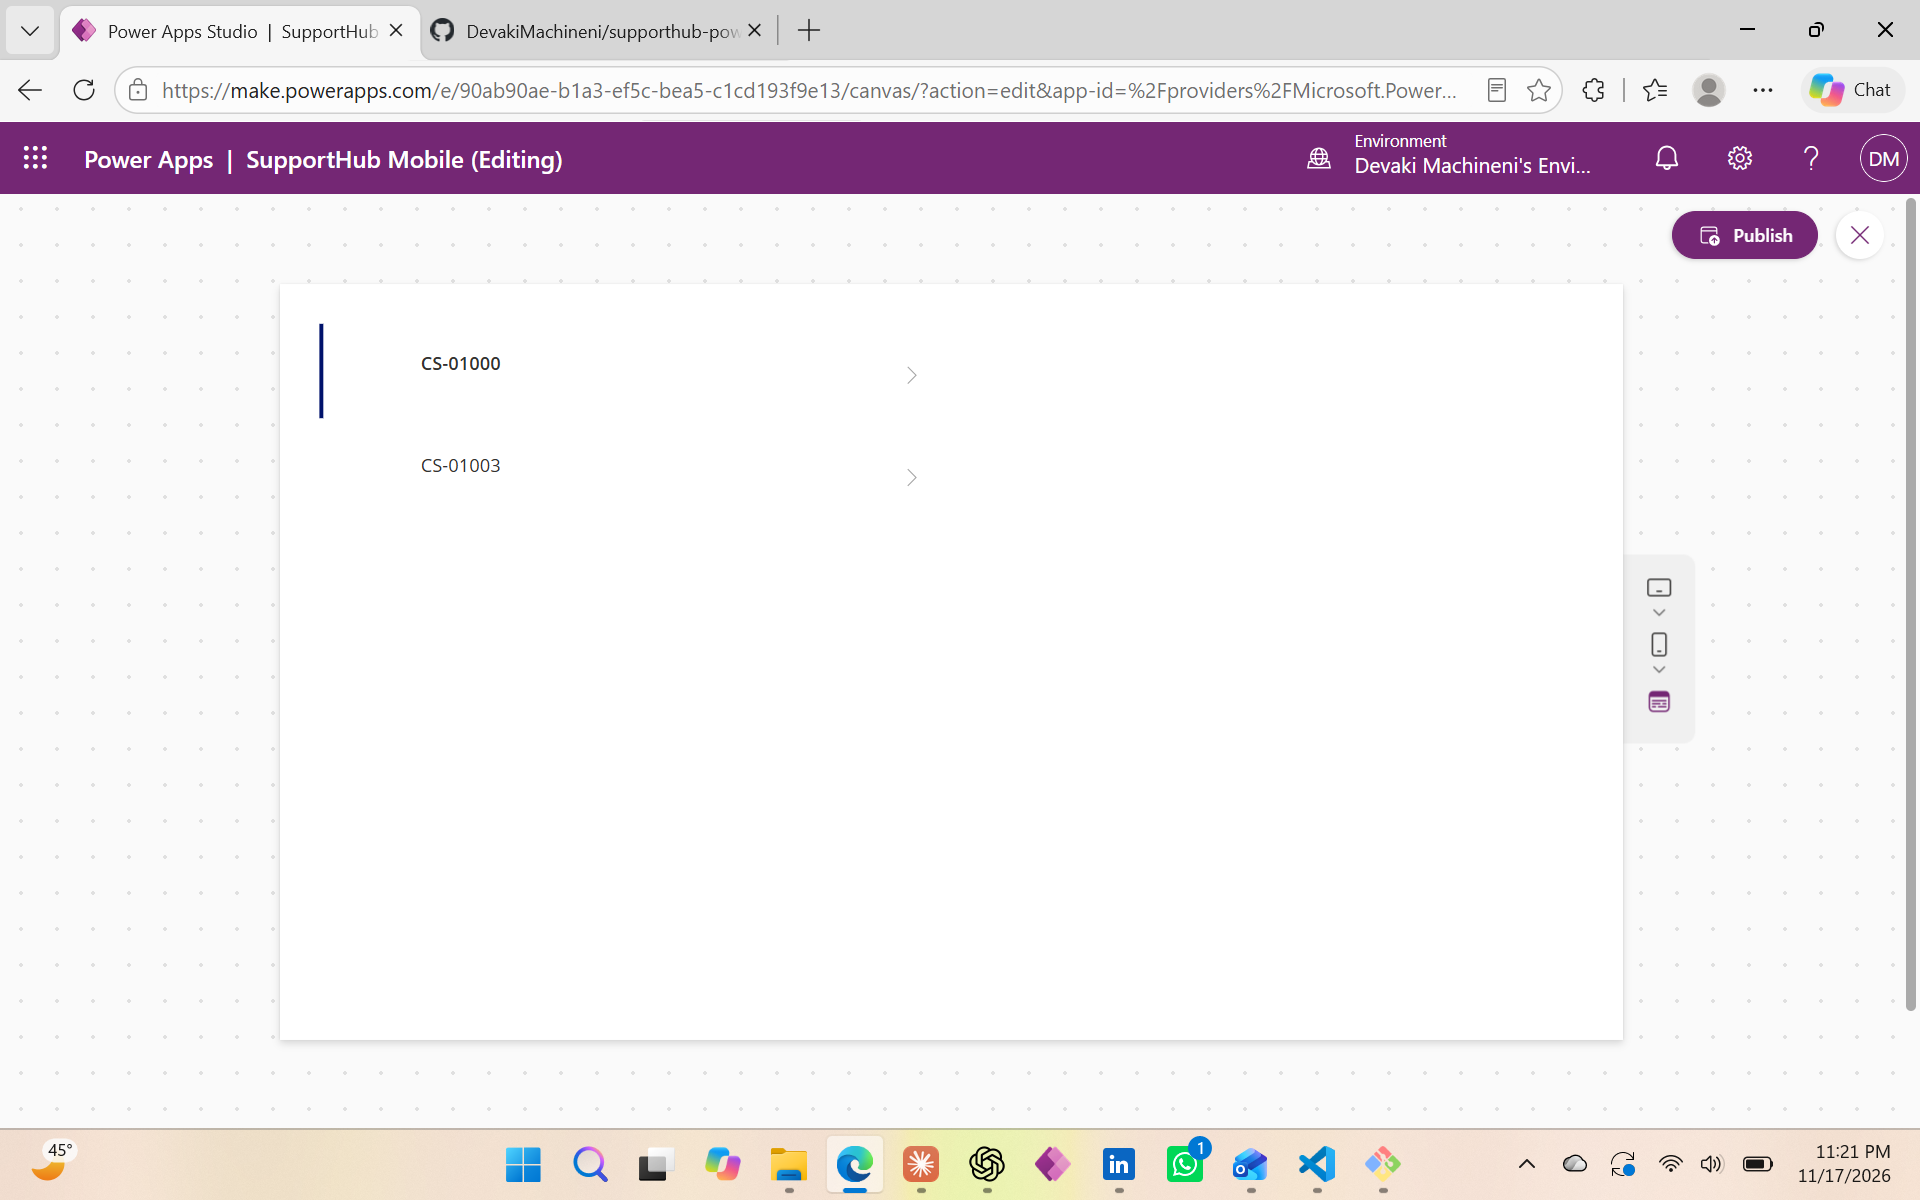 Power Apps Studio | SupportHub
DevakiMachineni/supporthub-pow
https://make.powerapps.com/e/90ab90ae-b1a3-ef5c-bea5-c1cd193f9e13/canvas/?action=edit&app-id=%2Fproviders%2FMicrosoft.Power...
Chat
Power Apps | SupportHub Mobile (Editing)
Environment
Devaki Machineni's Envi...
DM
Publish
CS-01000
CS-01003
45°
1
11:21 PM
11/17/2026